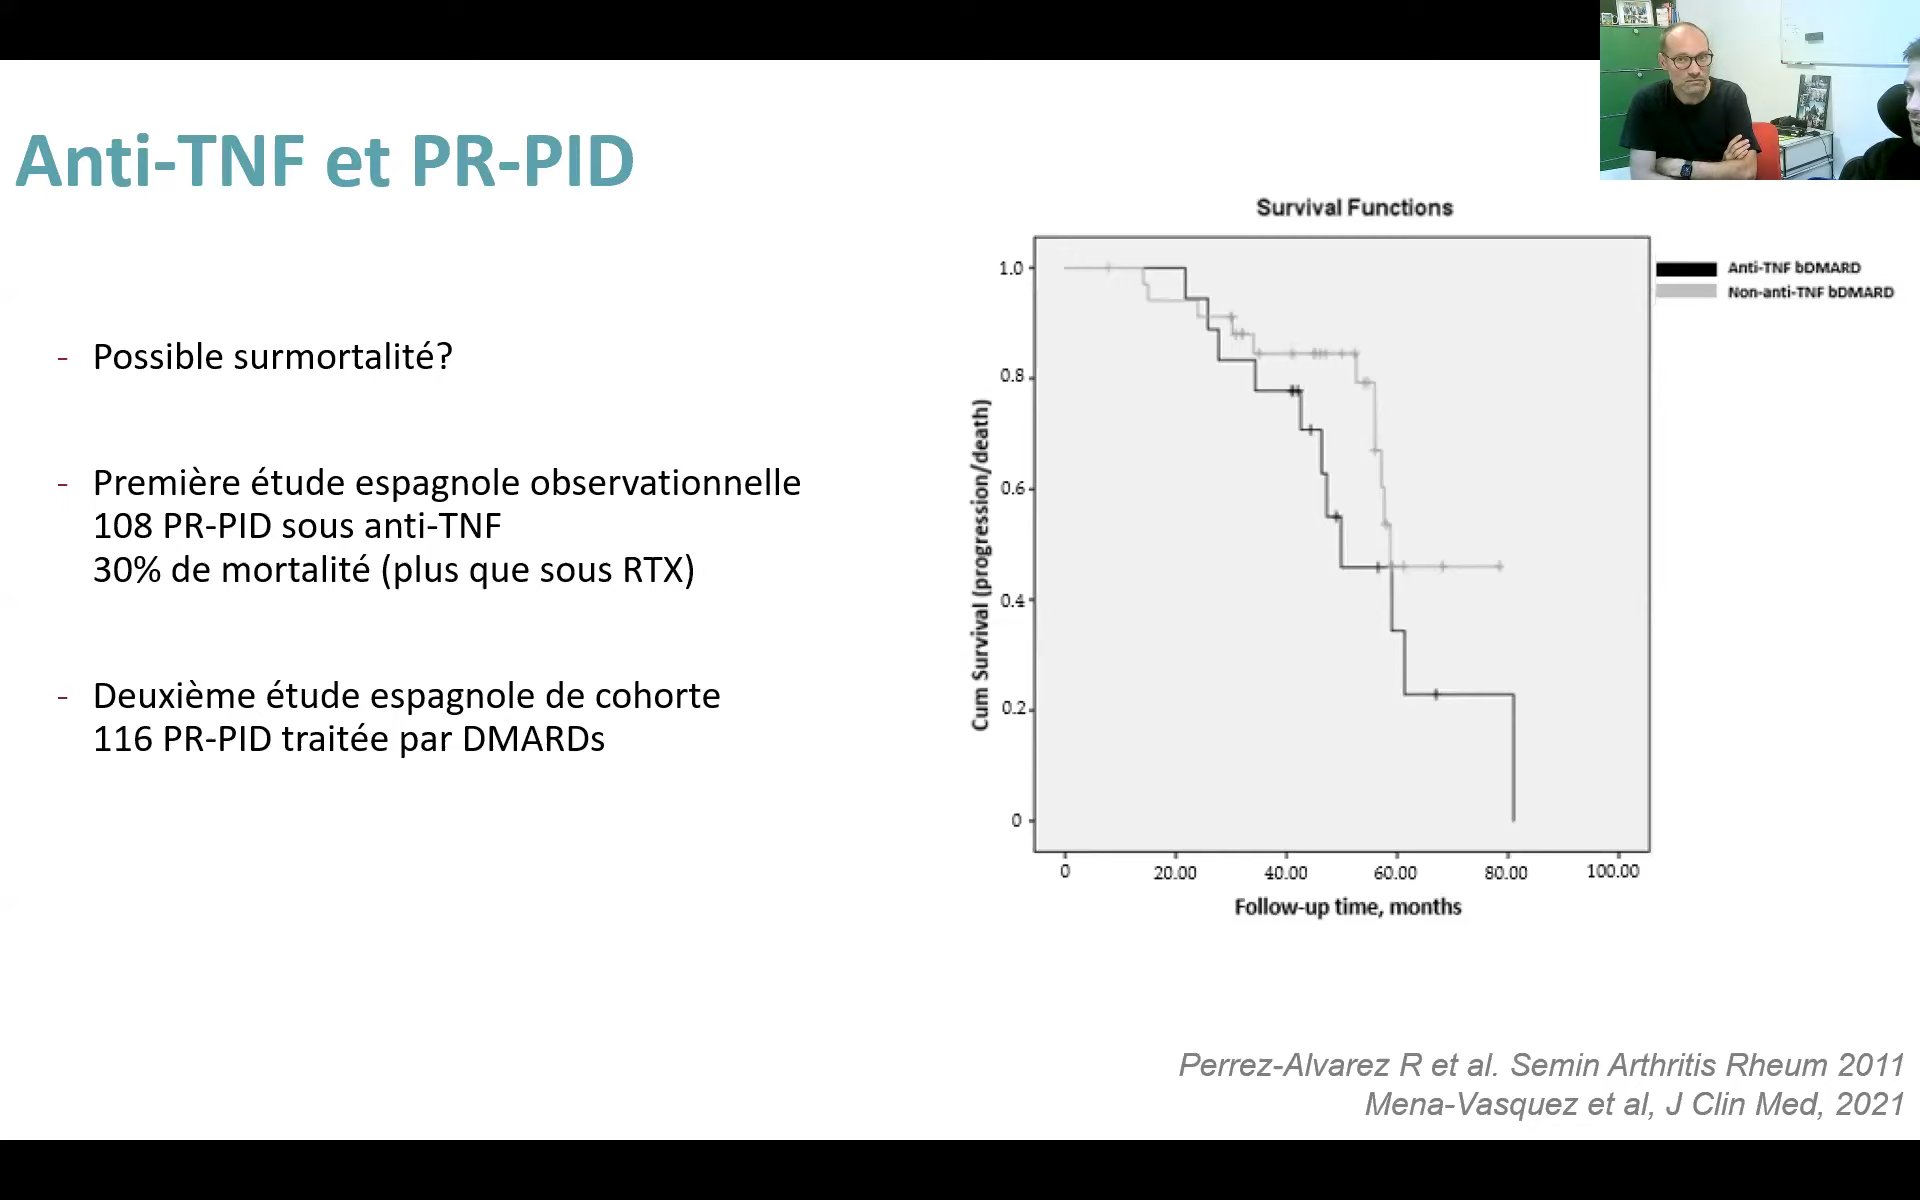 Anti-TNF et PR-PID
- Possible surmortalité?
- Première étude espagnole observationnelle
108 PR-PID sous anti-TNF
30% de mortalité (plus que sous RTX)
- Deuxième étude espagnole de cohorte
116 PR-PID traitée par DMARDs
Survival Functions
Anti-TNF bDMARD
Non-anti-TNF bDMARD
Cum Survival (progression/death)
1.0
0.8
0.6
0.4
0.2
0
0 20.00 40.00 60.00 80.00 100.00
Follow-up time, months
Perrez-Alvarez R et al. Semin Arthritis Rheum 2011
Mena-Vasquez et al, J Clin Med, 2021